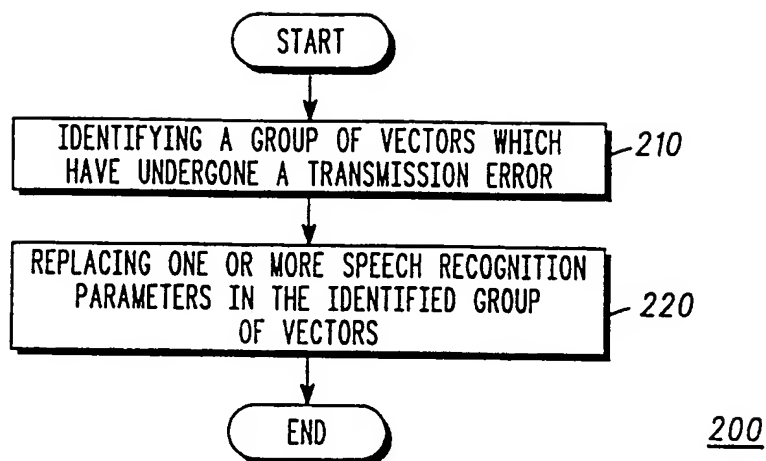 START
IDENTIFYING A GROUP OF VECTORS WHICH
HAVE UNDERGONE A TRANSMISSION ERROR
210
REPLACING ONE OR MORE SPEECH RECOGNITION
PARAMETERS IN THE IDENTIFIED GROUP
OF VECTORS
220
END
200